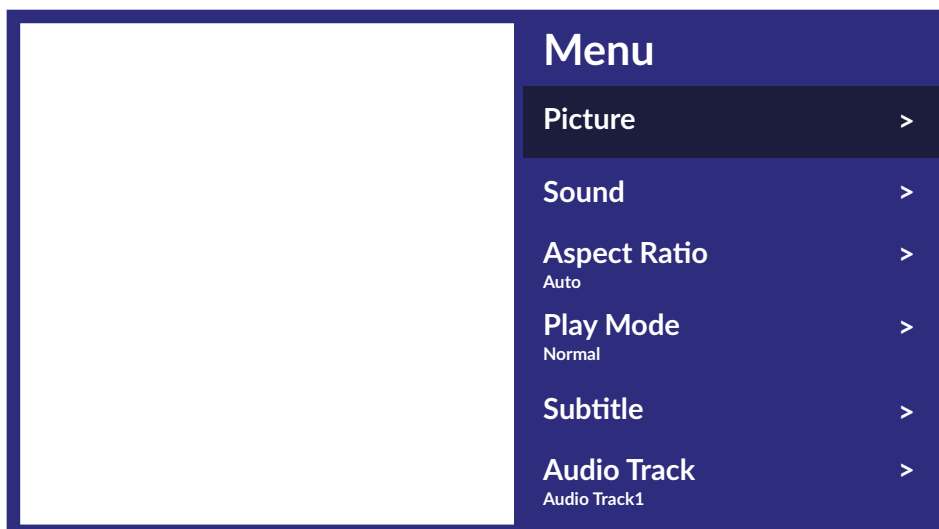 Menu
Picture >
Sound >
Aspect Ratio >
Auto
Play Mode >
Normal
Subtitle >
Audio Track >
Audio Track1